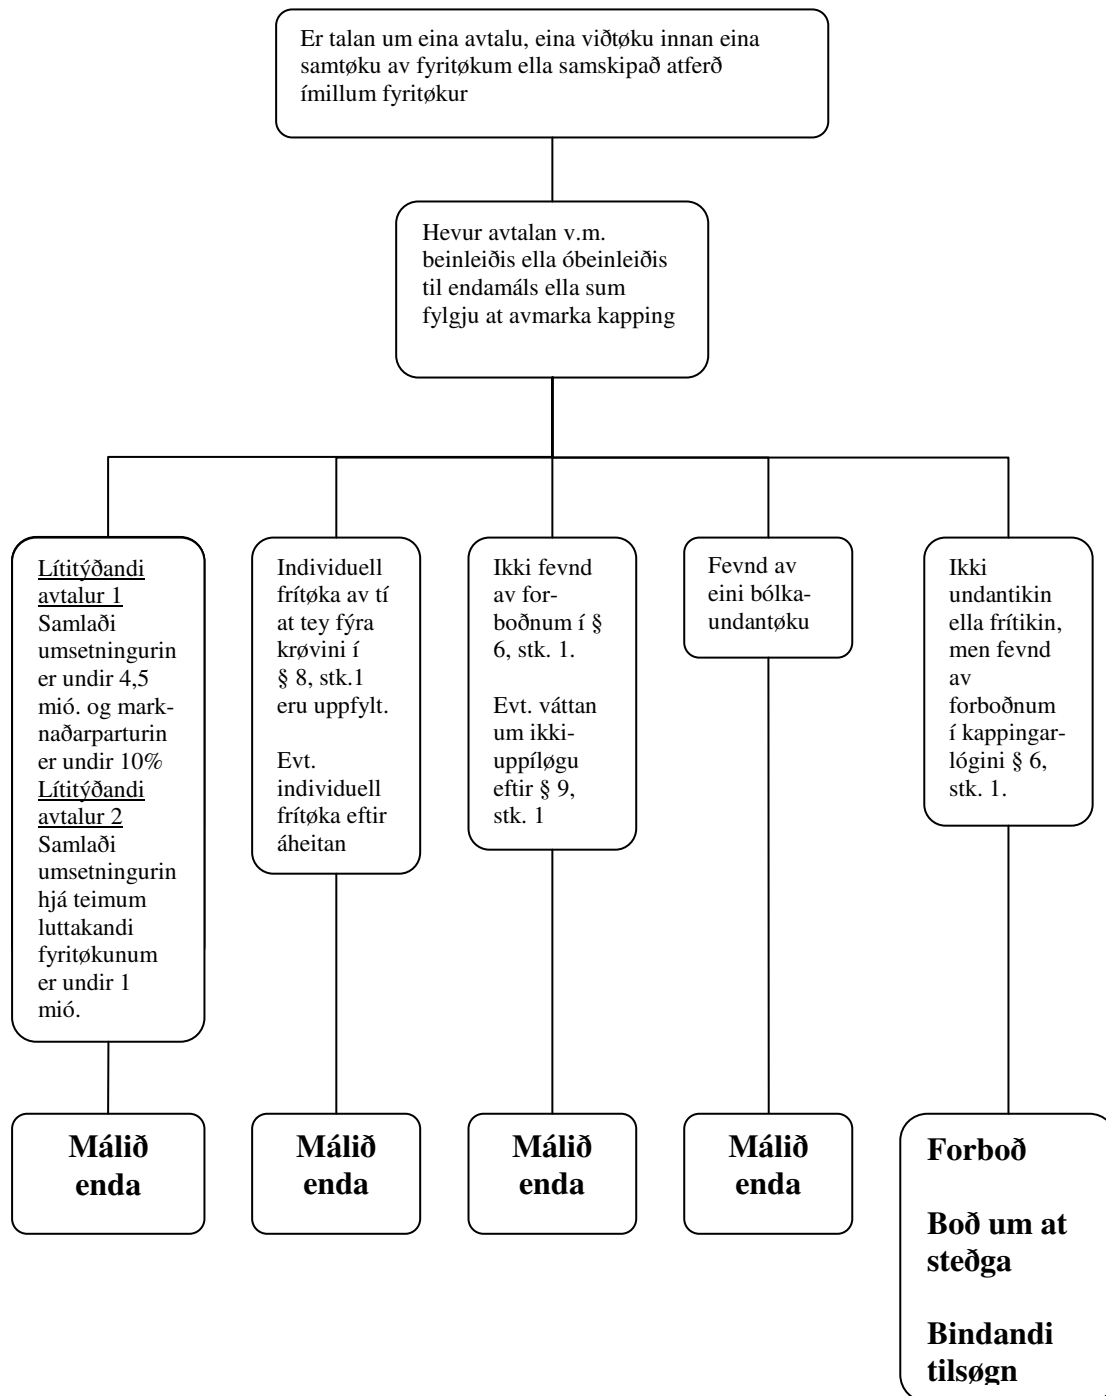 Er talan um eina avtalu, eina viðtøku innan eina
samtøku av fyritøkum ella samskipað atferð
ímillum fyritøkur
Hevur avtalan v.m.
beinleiðis ella óbeinleiðis
til endamáls ella sum
fylgju at avmarka kapping
Lítitýðandi
avtalur 1
Samlaði
umsetningurin
er undir 4,5
mió. og mark-
naðarparturin
er undir 10%
Lítitýðandi
avtalur 2
Samlaði
umsetningurin
hjá teimum
luttakandi
fyritøkunum
er undir 1
mió.
Individuell
frítøka av tí
at tey fýra
krøvini í
§ 8, stk.1
eru uppfylt.
Evt.
individuell
frítøka eftir
áheitan
Ikki fevnd
av for-
boðnum í §
6, stk. 1.
Evt. váttan
um ikki-
uppíløgu
eftir § 9,
stk. 1
Fevnd av
eini bólka-
undantøku
Ikki
undantikin
ella frítikin,
men fevnd
av
forboðnum
í kappingar-
lógini § 6,
stk. 1.
Málið
enda
Málið
enda
Málið
enda
Málið
enda
Forboð
Boð um at
steðga
Bindandi
tilsøgn